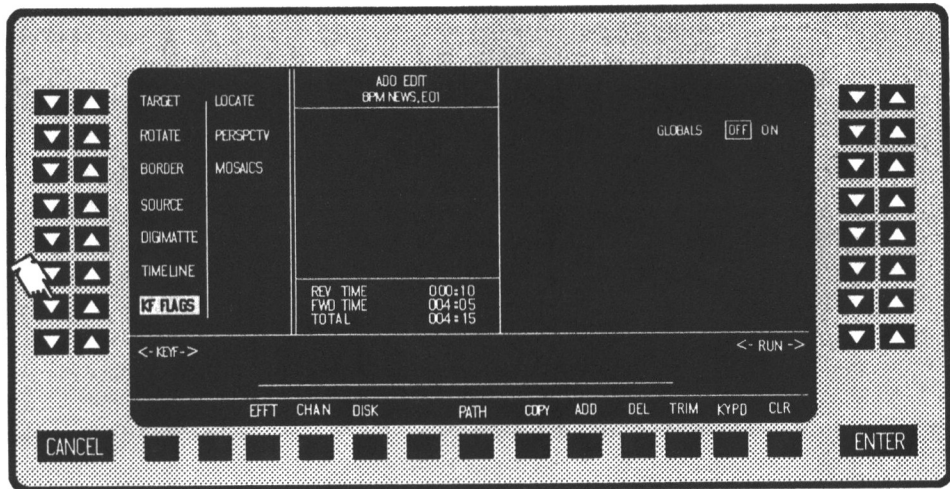 ADD EDIT
BPM NEWS,E01
TARGET LOCATE
ROTATE PERSPCTV
GLOBALS OFF ON
BORDER MOSAICS
SOURCE
DIGIMATTE
TIMELINE
KF FLAGS
REV TIME 000:10
FWD TIME 004:05
TOTAL 004:15
<- KEYF ->
<- RUN ->
EFFT CHAN DISK PATH COPY ADD DEL TRIM KYPD CLR
CANCEL
ENTER